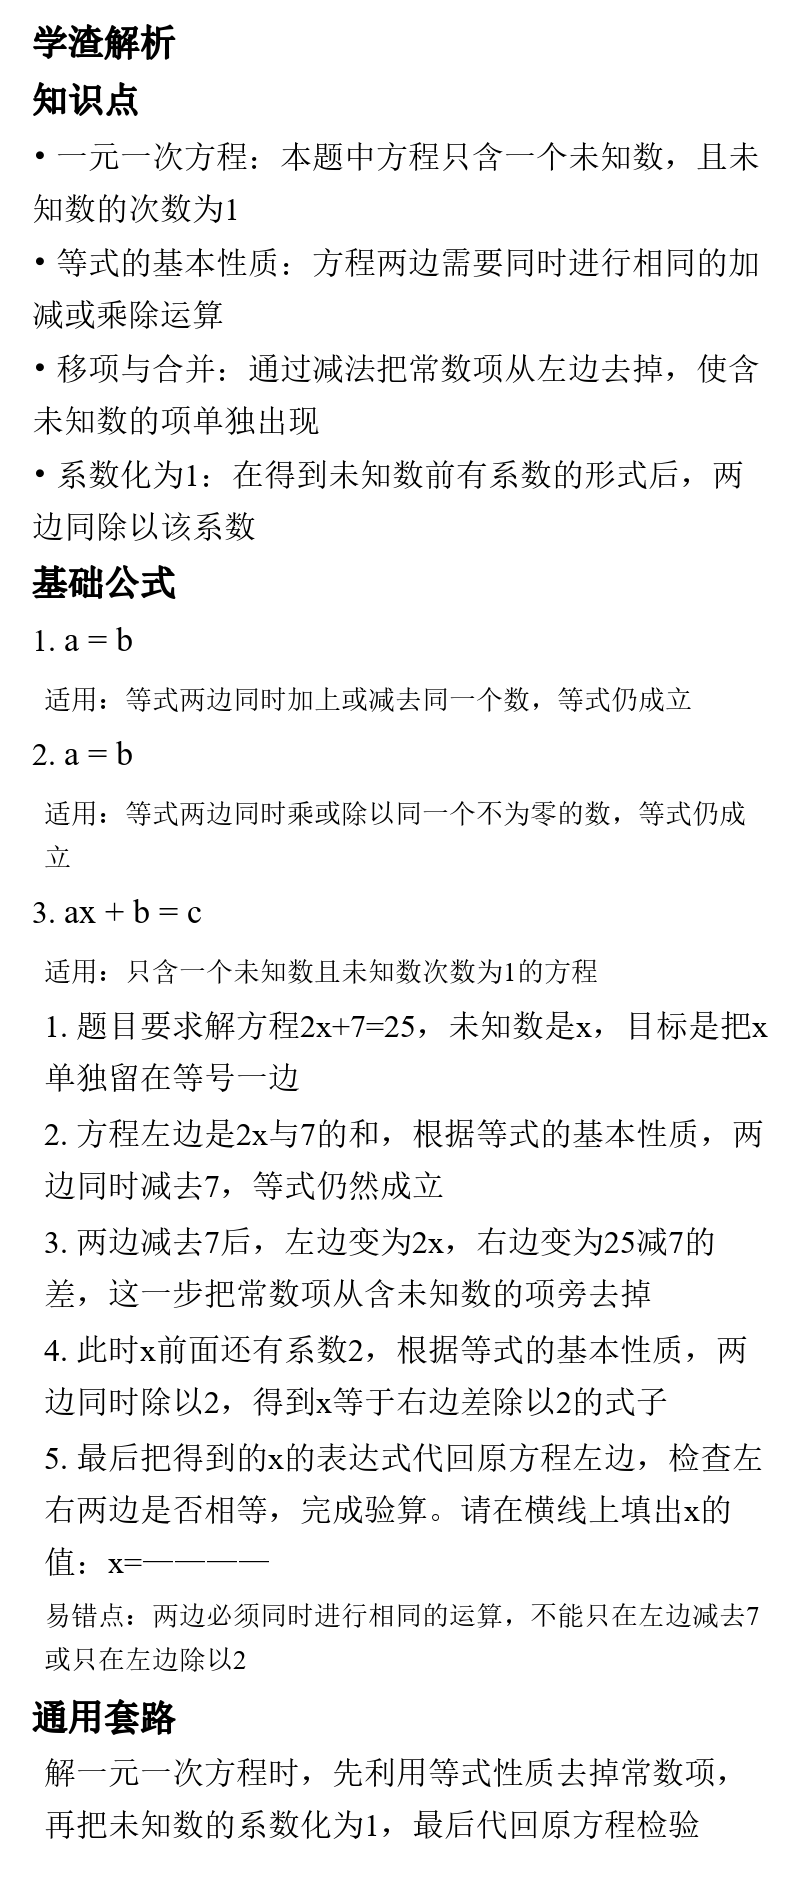 学渣解析
知识点
• 一元一次方程：本题中方程只含一个未知数，且未
知数的次数为1
• 等式的基本性质：方程两边需要同时进行相同的加
减或乘除运算
• 移项与合并：通过减法把常数项从左边去掉，使含
未知数的项单独出现
• 系数化为1：在得到未知数前有系数的形式后，两
边同除以该系数
基础公式
1. a = b
适用：等式两边同时加上或减去同一个数，等式仍成立
2. a = b
适用：等式两边同时乘或除以同一个不为零的数，等式仍成
立
3. ax + b = c
适用：只含一个未知数且未知数次数为1的方程
1. 题目要求解方程2x+7=25，未知数是x，目标是把x
单独留在等号一边
2. 方程左边是2x与7的和，根据等式的基本性质，两
边同时减去7，等式仍然成立
3. 两边减去7后，左边变为2x，右边变为25减7的
差，这一步把常数项从含未知数的项旁去掉
4. 此时x前面还有系数2，根据等式的基本性质，两
边同时除以2，得到x等于右边差除以2的式子
5. 最后把得到的x的表达式代回原方程左边，检查左
右两边是否相等，完成验算。请在横线上填出x的
值：x=————
易错点：两边必须同时进行相同的运算，不能只在左边减去7
或只在左边除以2
通用套路
解一元一次方程时，先利用等式性质去掉常数项，
再把未知数的系数化为1，最后代回原方程检验